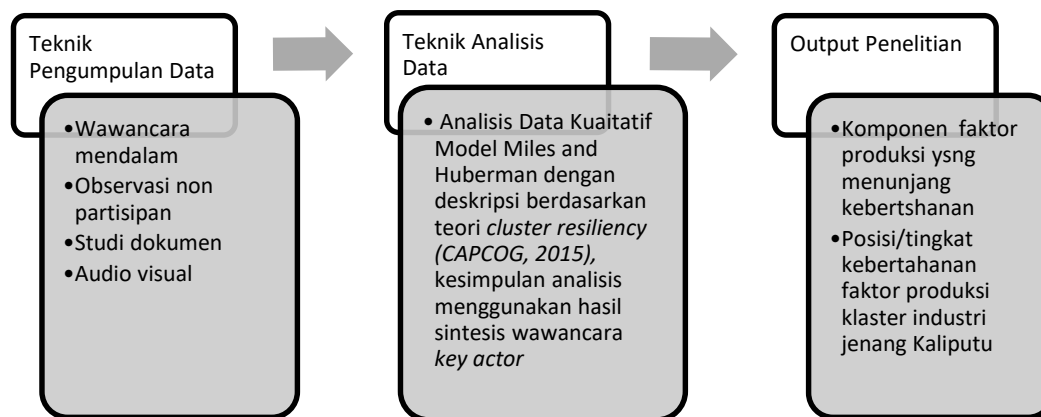 Teknik
Pengumpulan Data
•Wawancara
mendalam
•Observasi non
partisipan
•Studi dokumen
•Audio visual
Teknik Analisis
Data
• Analisis Data Kuaitatif
Model Miles and
Huberman dengan
deskripsi berdasarkan
teori cluster resiliency
(CAPCOG, 2015),
kesimpulan analisis
menggunakan hasil
sintesis wawancara
key actor
Output Penelitian
•Komponen faktor
produksi ysng
menunjang
kebertshanan
•Posisi/tingkat
kebertahanan
faktor produksi
klaster industri
jenang Kaliputu